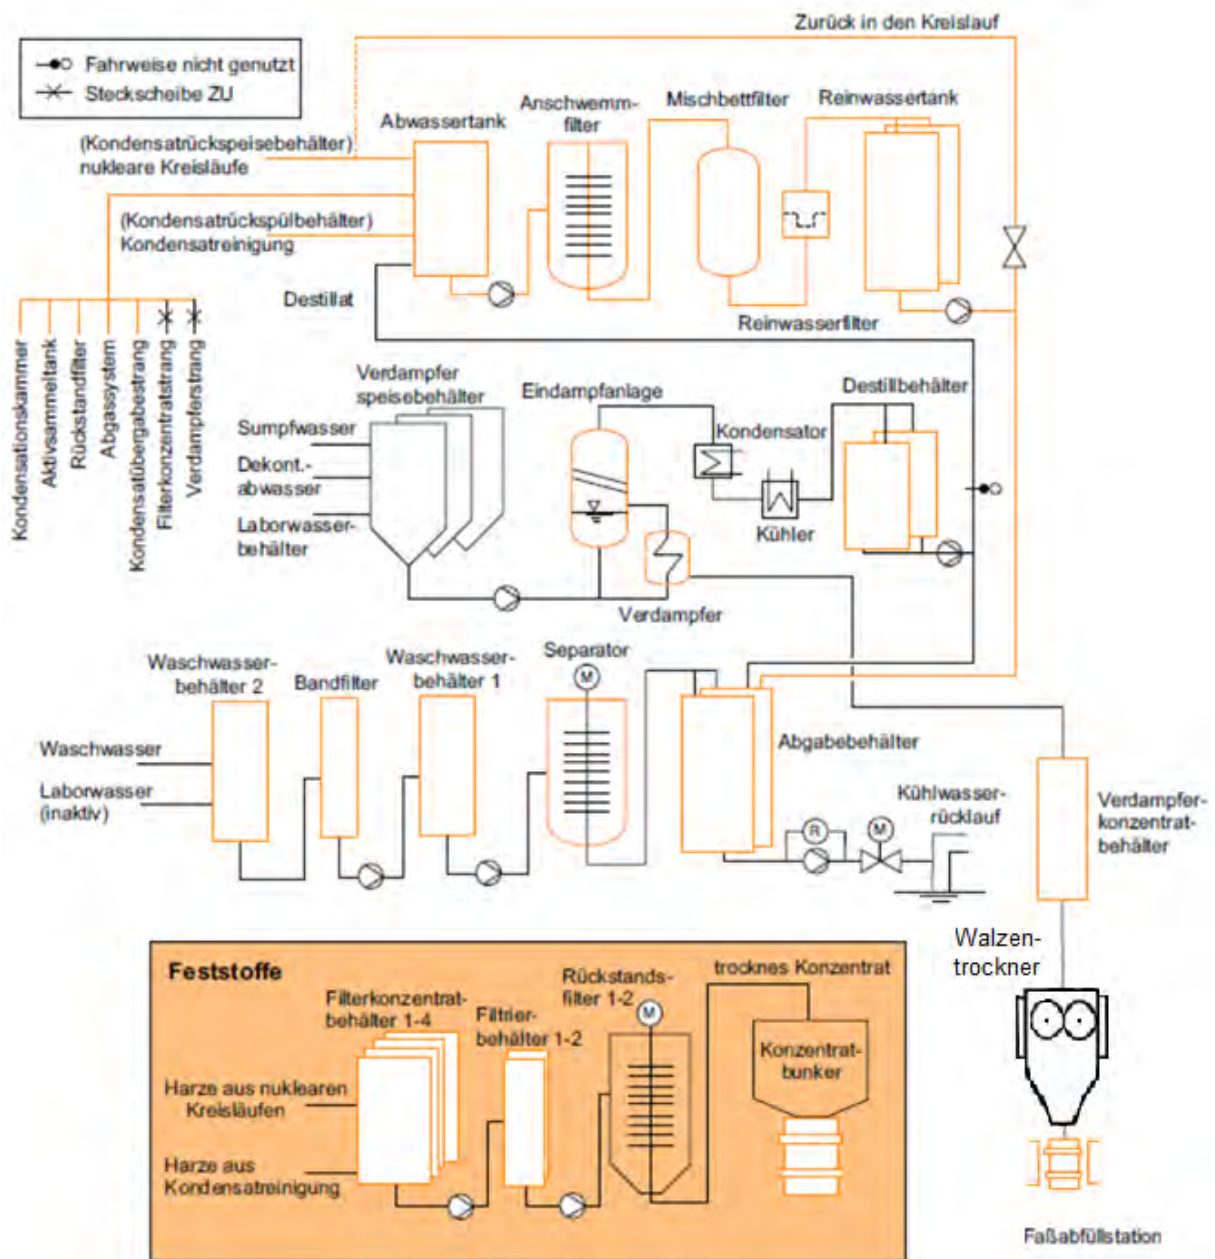 Zurück in den Kreislauf
Fahrweise nicht genutzt
Steckscheibe ZU
Abwassertank
Anschwemm-
filter
Mischbettfilter
Reinwassertank
(Kondensatrückspeisebehälter)
nukleare Kreisläufe
(Kondensatrückspülbehälter)
Kondensatreinigung
Destillat
Reinwasserfilter
Kondensationskammer
Aktivsammeltank
Rückstandfilter
Abgassystem
Kondensatübergabestrang
Filterkonzentratstrang
Verdampferstrang
Verdampfer
speisebehälter
Eindampfanlage
Destillbehälter
Sumpfwasser
Kondensator
Dekont.-
abwasser
Laborwasser-
behälter
Kühler
Verdampfer
Waschwasser-
behälter 2
Bandfilter
Waschwasser-
behälter 1
Separator
M
Waschwasser
Laborwasser
(inaktiv)
Abgabebehälter
Kühlwasser-
rücklauf
R
M
Verdampfer-
konzentrat-
behälter
Walzen-
trockner
Feststoffe
Filterkonzentrat-
behälter 1-4
Filtrier-
behälter 1-2
Rückstands-
filter 1-2
M
trocknes Konzentrat
Konzentrat-
bunker
Harze aus nuklearen
Kreisläufen
Harze aus
Kondensatreinigung
Faßabfüllstation